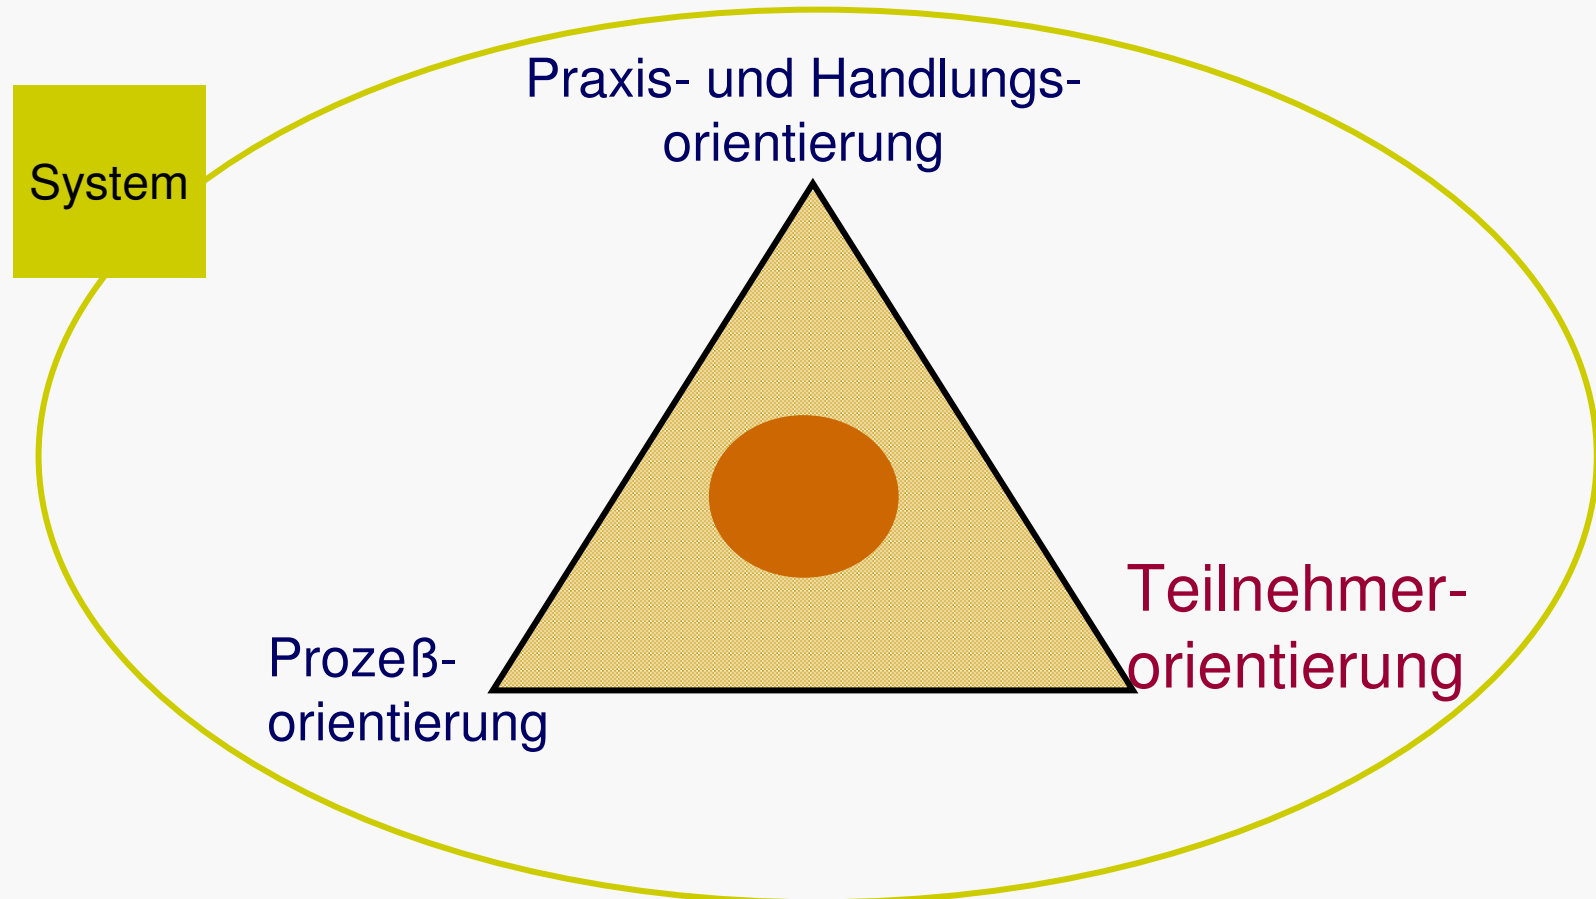 Praxis- und Handlungs-
orientierung
System
Teilnehmer-
orientierung
Prozeß-
orientierung